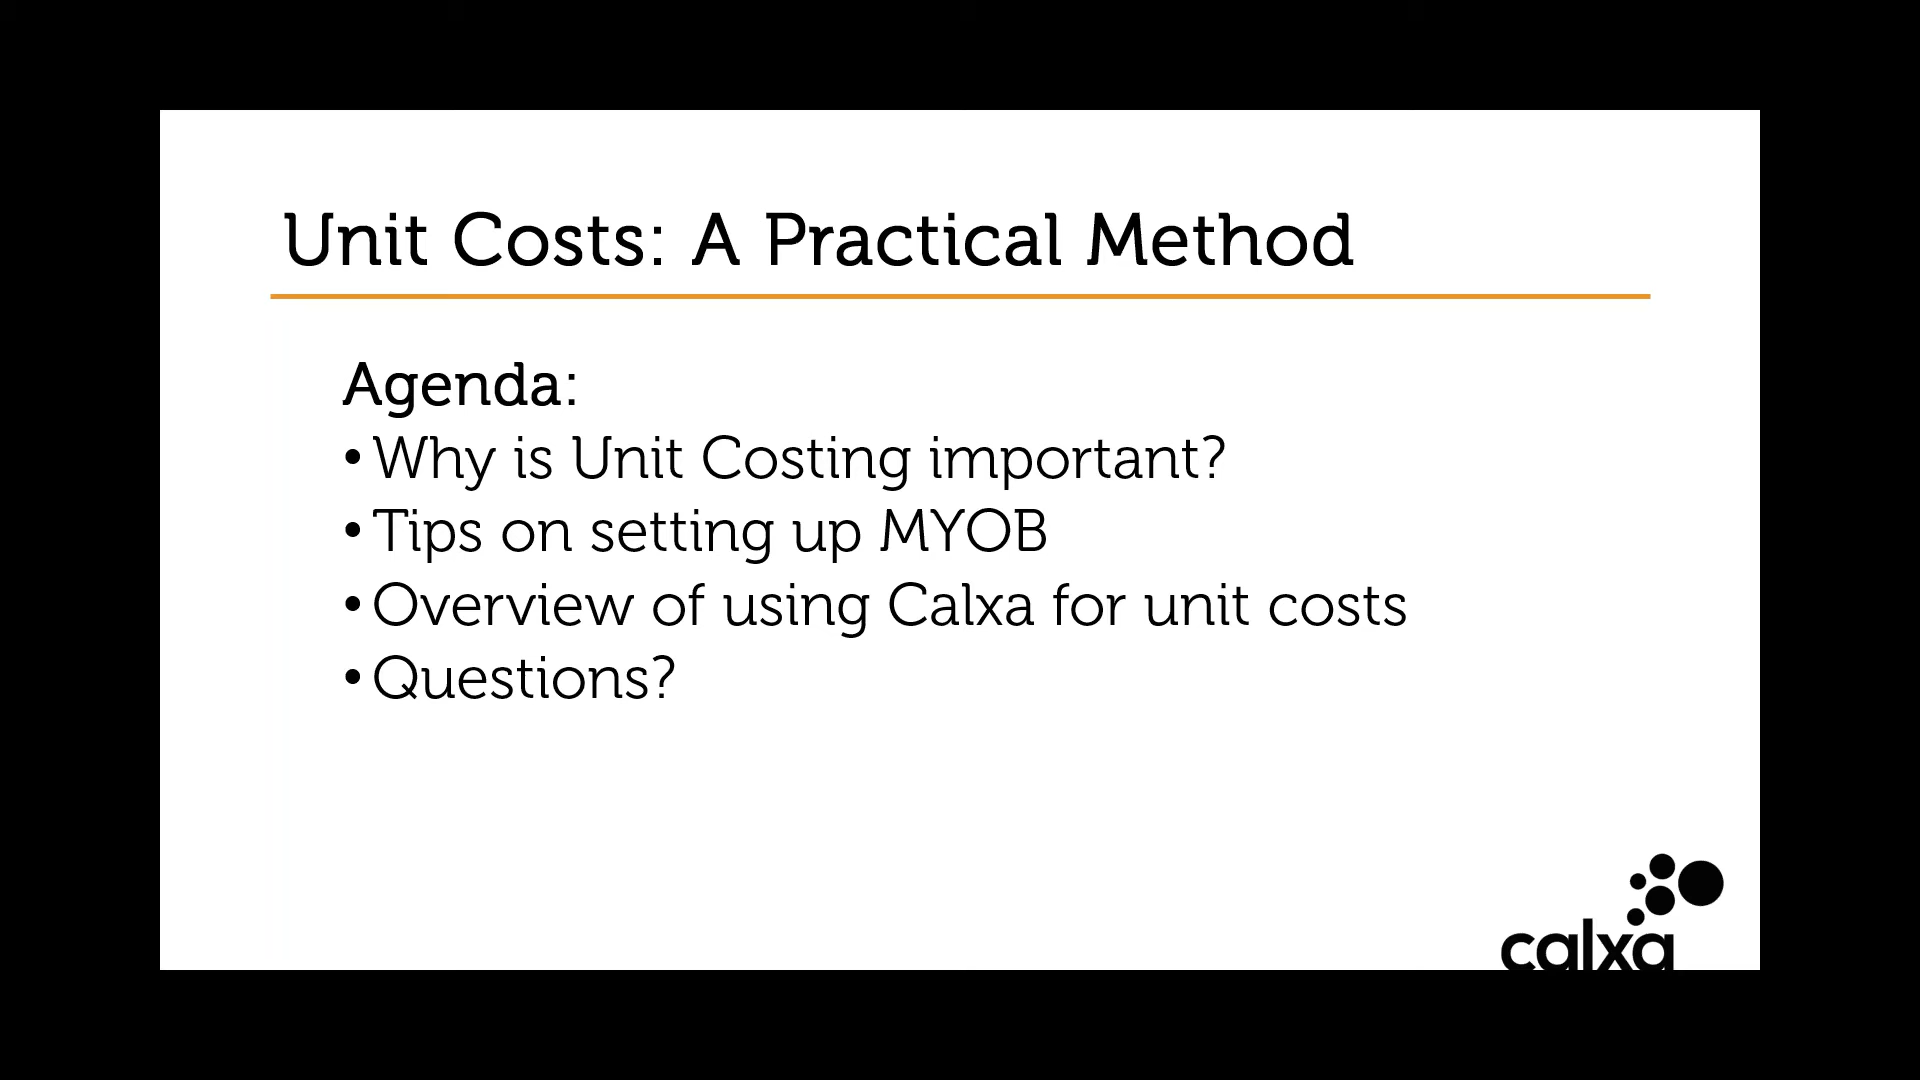 Unit Costs: A Practical Method
Agenda:
• Why is Unit Costing important?
• Tips on setting up MYOB
• Overview of using Calxa for unit costs
• Questions?
calxa